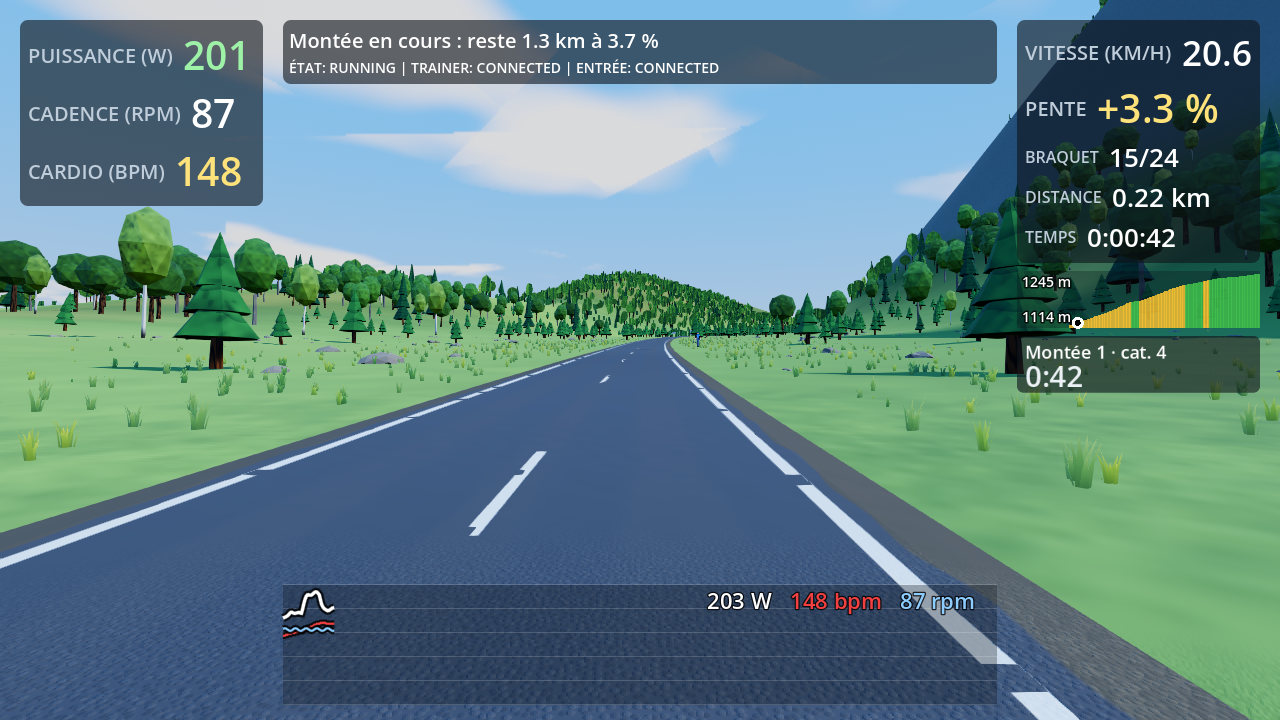 PUISSANCE (W) 201
CADENCE (RPM) 87
CARDIO (BPM) 148
Montée en cours : reste 1.3 km à 3.7 %
ÉTAT: RUNNING | TRAINER: CONNECTED | ENTRÉE: CONNECTED
VITESSE (KM/H) 20.6
PENTE +3.3 %
BRAQUET 15/24
DISTANCE 0.22 km
TEMPS 0:00:42
1245 m
1114 m
Montée 1 · cat. 4
0:42
203 W 148 bpm 87 rpm